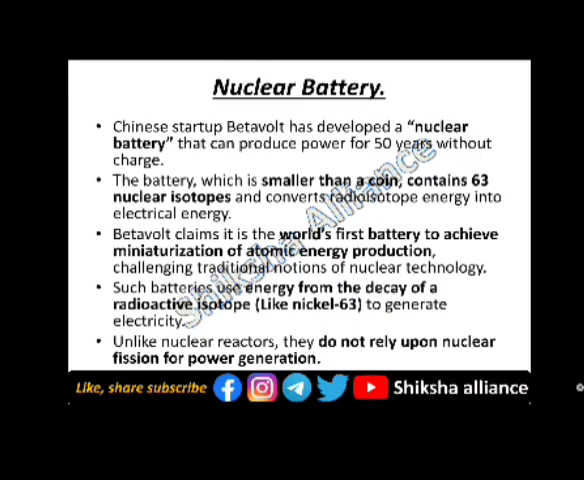 Nuclear Battery.
• Chinese startup Betavolt has developed a “nuclear
battery” that can produce power for 50 years without
charge.
• The battery, which is smaller than a coin, contains 63
nuclear isotopes and converts radioisotope energy into
electrical energy.
• Betavolt claims it is the world’s first battery to achieve
miniaturization of atomic energy production,
challenging traditional notions of nuclear technology.
• Such batteries use energy from the decay of a
radioactive isotope (Like nickel-63) to generate
electricity.
• Unlike nuclear reactors, they do not rely upon nuclear
fission for power generation.
Shiksha Alliance
Like, share subscribe Shiksha alliance